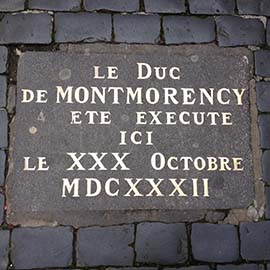 LE DUC
DE MONTMORENCY
ETE EXECUTE
ICI
LE XXX OCTOBRE
MDCXXXII